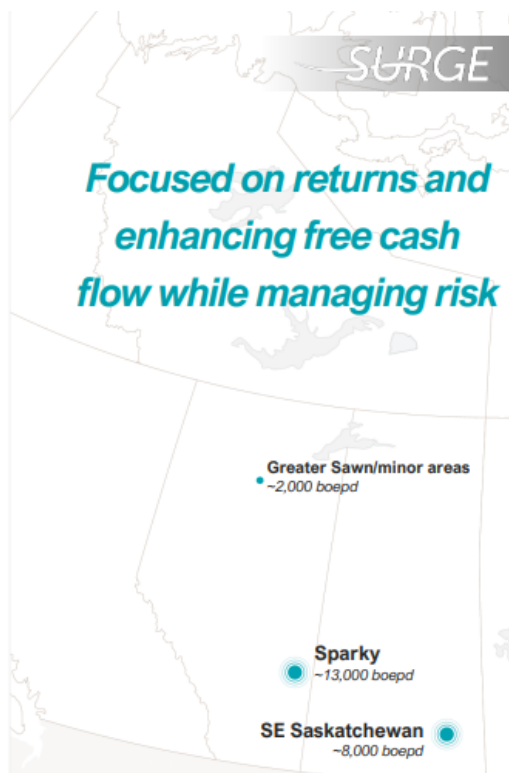 SURGE
Focused on returns and
enhancing free cash
flow while managing risk
Greater Sawn/minor areas
~2,000 boepd
Sparky
~13,000 boepd
SE Saskatchewan
~8,000 boepd